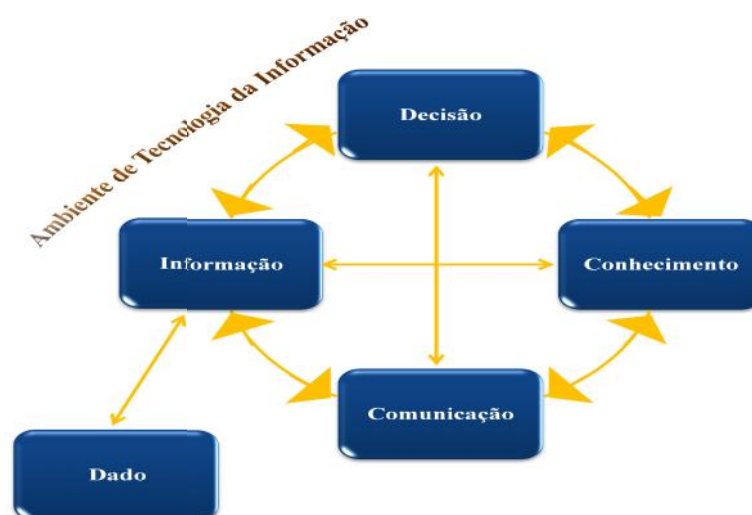 Ambiente de Tecnologia da Informação
Decisão
Informação
Conhecimento
Comunicação
Dado